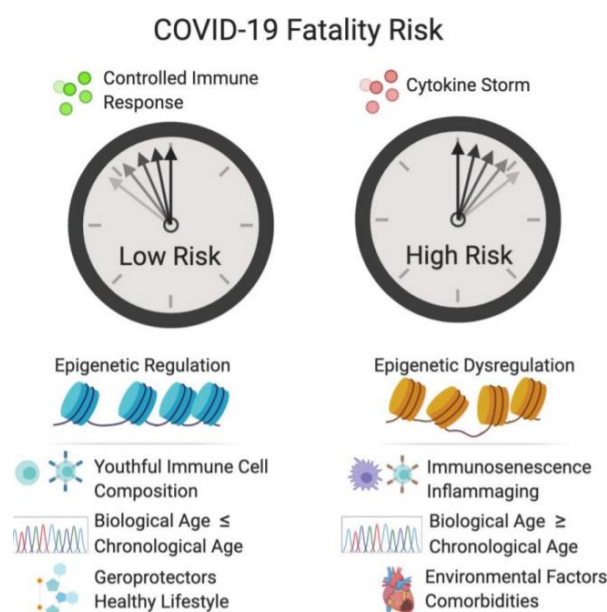 COVID-19 Fatality Risk
Controlled Immune
Response
Cytokine Storm
Low Risk
High Risk
Epigenetic Regulation
Epigenetic Dysregulation
Youthful Immune Cell
Composition
Immunosenescence
Inflammaging
Biological Age ≤
Chronological Age
Biological Age ≥
Chronological Age
Geroprotectors
Healthy Lifestyle
Environmental Factors
Comorbidities